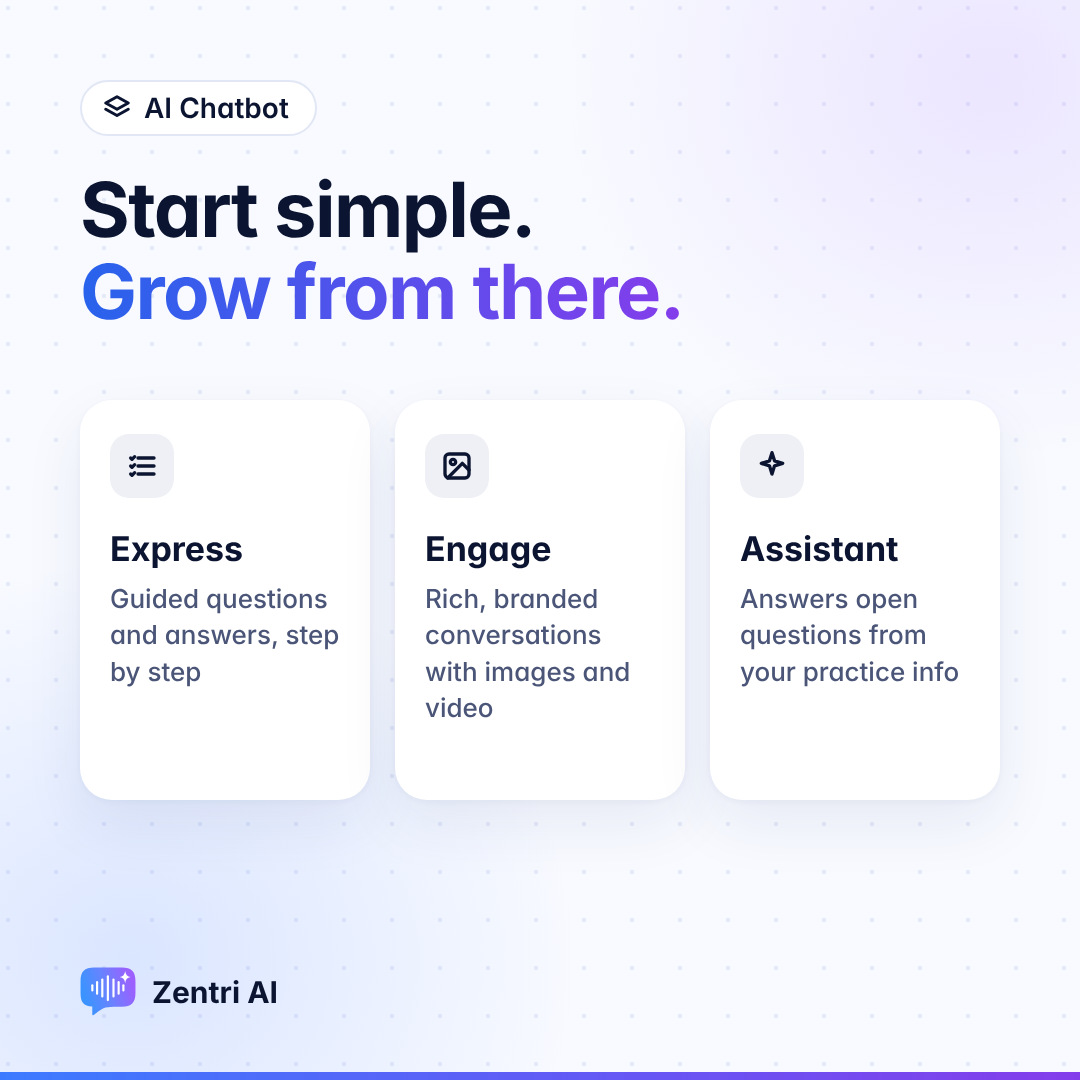 AI Chatbot
Start simple.
Grow from there.
Express
Guided questions
and answers, step
by step
Engage
Rich, branded
conversations
with images and
video
Assistant
Answers open
questions from
your practice info
Zentri AI